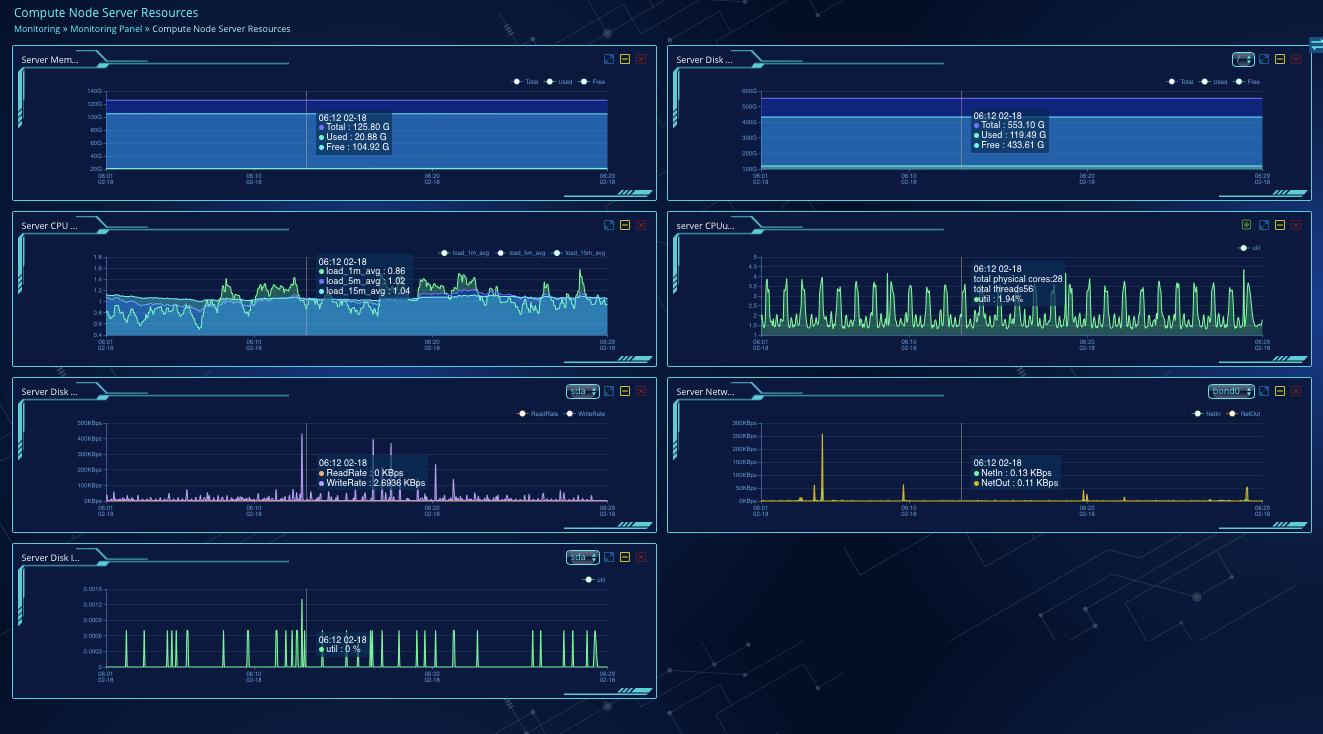 Compute Node Server Resources
Monitoring » Monitoring Panel » Compute Node Server Resources
Server Mem...
Total Used Free
140G
120G
100G
80G
60G
40G
20G
06:12 02-18
Total : 125.80 G
Used : 20.88 G
Free : 104.92 G
06:01 06:10 06:20 06:29
02-18 02-18 02-18 02-18
Server Disk ...
/
Total Used Free
600G
500G
400G
300G
200G
100G
06:12 02-18
Total : 553.10 G
Used : 119.49 G
Free : 433.61 G
06:01 06:10 06:20 06:29
02-18 02-18 02-18 02-18
Server CPU ...
load_1m_avg load_5m_avg load_15m_avg
1.8
1.6
1.4
1.2
1
0.8
0.6
0.4
06:12 02-18
load_1m_avg : 0.86
load_5m_avg : 1.02
load_15m_avg : 1.04
06:01 06:10 06:20 06:29
02-18 02-18 02-18 02-18
server CPUu...
util
5
4.5
4
3.5
3
2.5
2
1.5
1
06:12 02-18
total physical cores:28
total threads56
util : 1.94%
06:01 06:10 06:20 06:29
02-18 02-18 02-18 02-18
Server Disk ...
sda
ReadRate WriteRate
500KBps
400KBps
300KBps
200KBps
100KBps
0KBps
06:12 02-18
ReadRate : 0 KBps
WriteRate : 2.6936 KBps
06:01 06:10 06:20 06:29
02-18 02-18 02-18 02-18
Server Netw...
bond0
NetIn NetOut
300KBps
250KBps
200KBps
150KBps
100KBps
50KBps
0KBps
06:12 02-18
NetIn : 0.13 KBps
NetOut : 0.11 KBps
06:01 06:10 06:20 06:29
02-18 02-18 02-18 02-18
Server Disk I...
sda
util
0.0015
0.0012
0.0009
0.0006
0.0003
0
06:12 02-18
util : 0 %
06:01 06:10 06:20 06:29
02-18 02-18 02-18 02-18